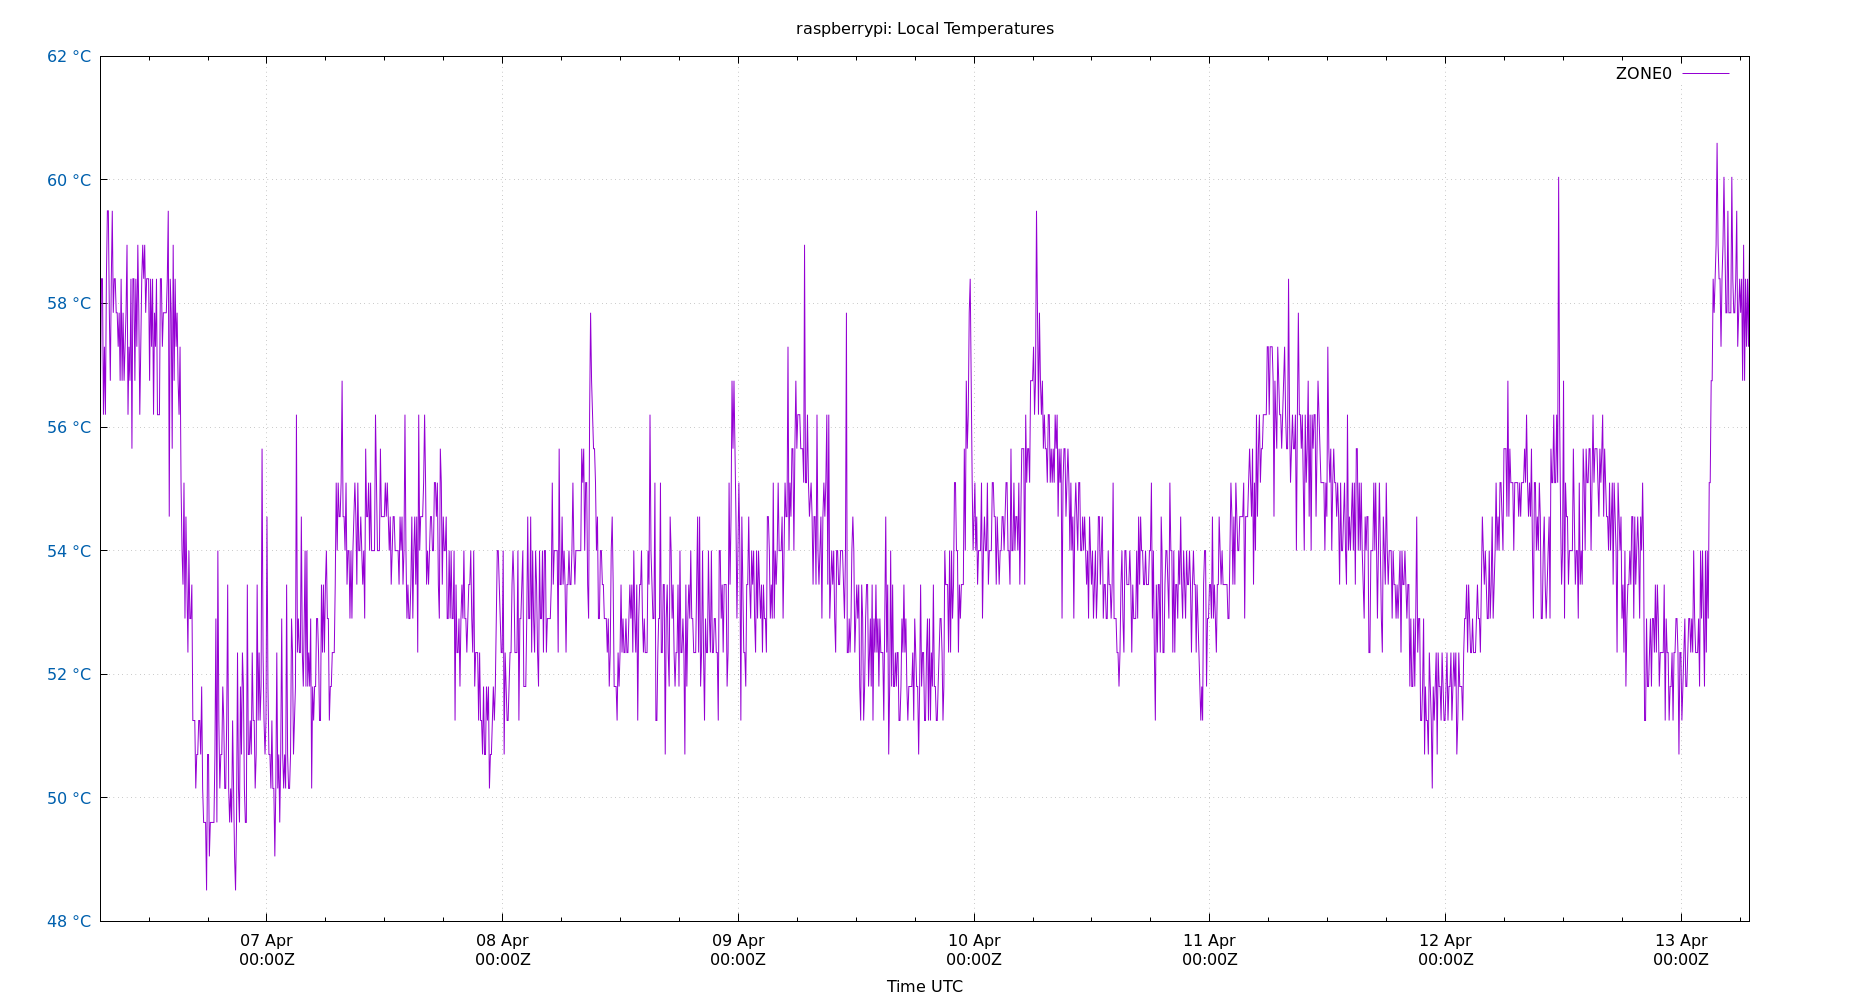 raspberrypi: Local Temperatures
62 °C
ZONE0
60 °C
58 °C
56 °C
54 °C
52 °C
50 °C
48 °C
07 Apr 08 Apr 09 Apr 10 Apr 11 Apr 12 Apr 13 Apr
00:00Z 00:00Z 00:00Z 00:00Z 00:00Z 00:00Z 00:00Z
Time UTC